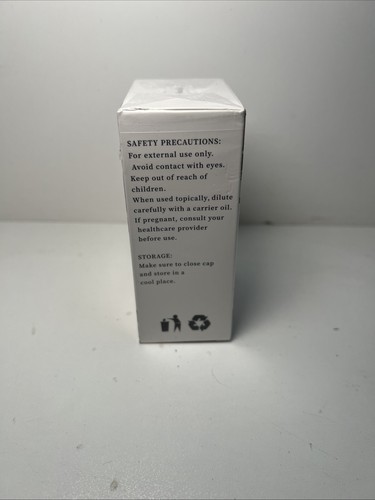 SAFETY PRECAUTIONS:
For external use only.
Avoid contact with eyes.
Keep out of reach of
children.
When used topically, dilute
carefully with a carrier oil.
If pregnant, consult your
healthcare provider
before use.
STORAGE:
Make sure to close cap
and store in a
cool place.